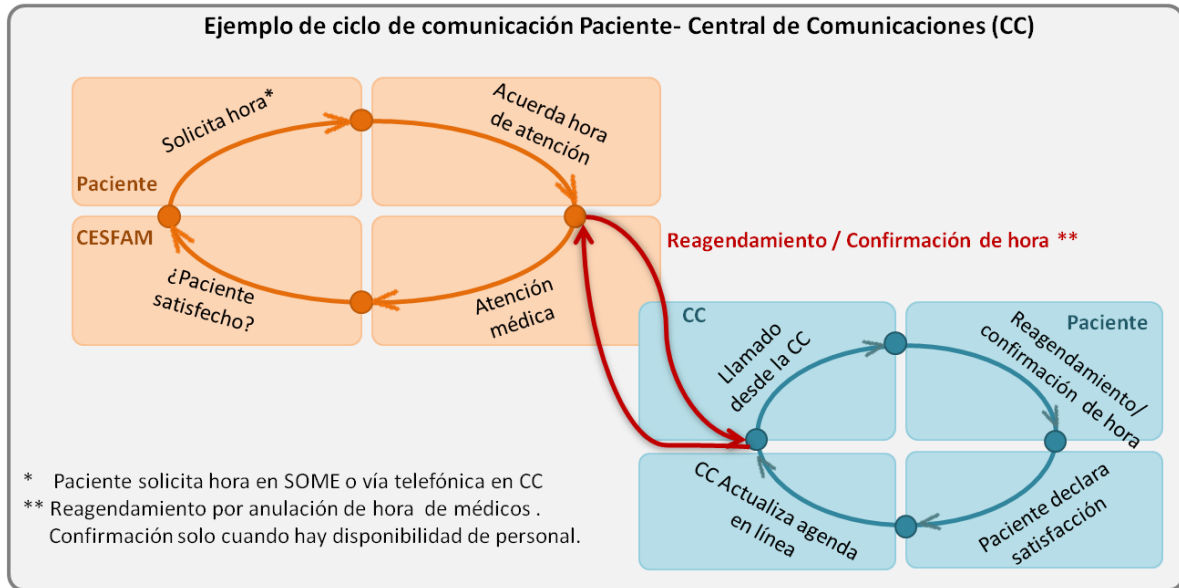 Ejemplo de ciclo de comunicación Paciente- Central de Comunicaciones (CC)
Solicita hora*
Acuerda hora
de atención
Paciente
CESFAM
¿Paciente
satisfecho?
Atención
médica
Reagendamiento / Confirmación de hora **
CC
Paciente
Llamado
desde la CC
Reagendamiento/
confirmación de hora
CC Actualiza agenda
en línea
Paciente declara
satisfacción
* Paciente solicita hora en SOME o vía telefónica en CC
** Reagendamiento por anulación de hora de médicos .
Confirmación solo cuando hay disponibilidad de personal.